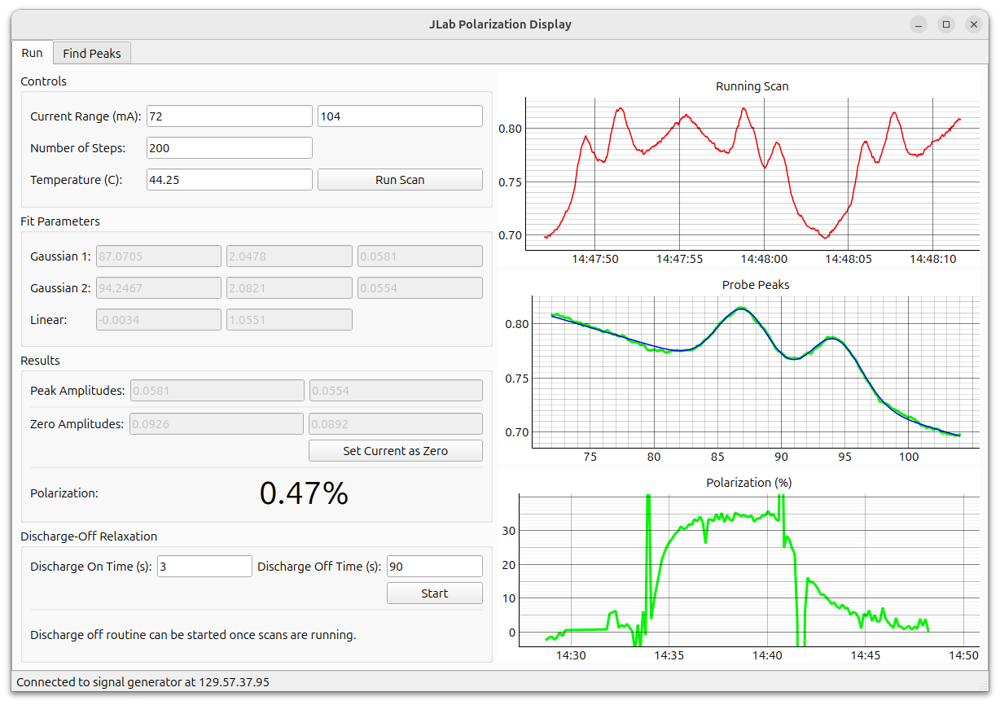 JLab Polarization Display
Run Find Peaks
Controls
Current Range (mA): 72 104
Number of Steps: 200
Temperature (C): 44.25 Run Scan
Fit Parameters
Gaussian 1: 87.0705 2.0478 0.0581
Gaussian 2: 94.2467 2.0821 0.0554
Linear: -0.0034 1.0551
Results
Peak Amplitudes: 0.0581 0.0554
Zero Amplitudes: 0.0926 0.0892
Set Current as Zero
Polarization: 0.47%
Discharge-Off Relaxation
Discharge On Time (s): 3 Discharge Off Time (s): 90
Start
Discharge off routine can be started once scans are running.
Running Scan
0.80
0.75
0.70
14:47:50 14:47:55 14:48:00 14:48:05 14:48:10
Probe Peaks
0.80
0.75
0.70
75 80 85 90 95 100
Polarization (%)
30
20
10
0
14:30 14:35 14:40 14:45 14:50
Connected to signal generator at 129.57.37.95